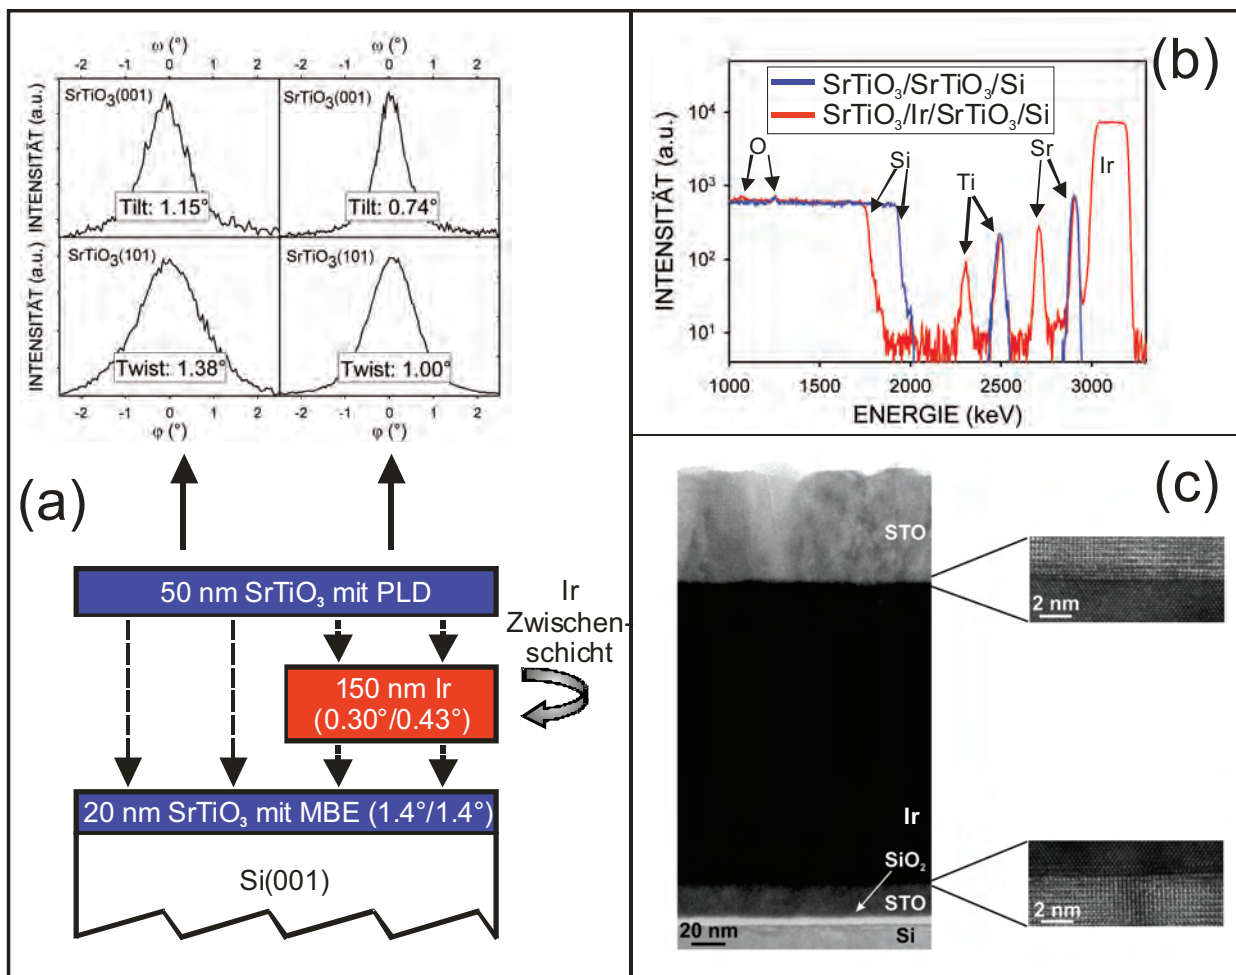 ω (°)
ω (°)
-2 -1 0 1 2
-2 -1 0 1 2
INTENSITÄT (a.u.)
SrTiO₃(001)
Tilt: 1.15°
SrTiO₃(001)
Tilt: 0.74°
INTENSITÄT (a.u.)
SrTiO₃(101)
Twist: 1.38°
SrTiO₃(101)
Twist: 1.00°
-2 -1 0 1 2
-2 -1 0 1 2
φ (°)
φ (°)
(a)
50 nm SrTiO₃ mit PLD
Ir
Zwischen-
schicht
150 nm Ir
(0.30°/0.43°)
20 nm SrTiO₃ mit MBE (1.4°/1.4°)
Si(001)
(b)
SrTiO₃/SrTiO₃/Si
SrTiO₃/Ir/SrTiO₃/Si
INTENSITÄT (a.u.)
10⁴
10³
10²
10¹
O
Si
Ti
Sr
Ir
1000 1500 2000 2500 3000
ENERGIE (keV)
(c)
STO
2 nm
Ir
SiO₂
STO
20 nm
Si
2 nm